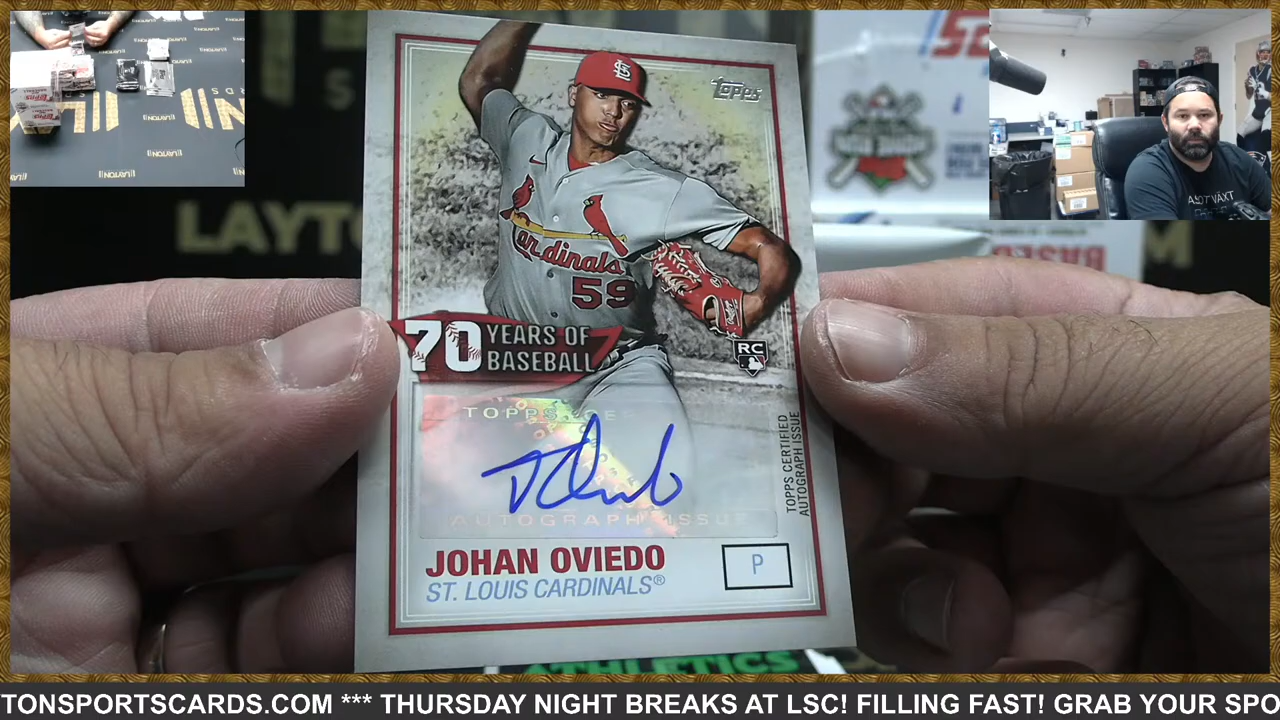 Topps
Cardinals
59
70 YEARS OF
BASEBALL
RC
TOPPS CER
AUTOGRAPH ISSUE
TOPPS CERTIFIED
AUTOGRAPH ISSUE
JOHAN OVIEDO
ST. LOUIS CARDINALS®
P
LAYTO
ATHLETICS
TONSPORTSCARDS.COM *** THURSDAY NIGHT BREAKS AT LSC! FILLING FAST! GRAB YOUR SPO